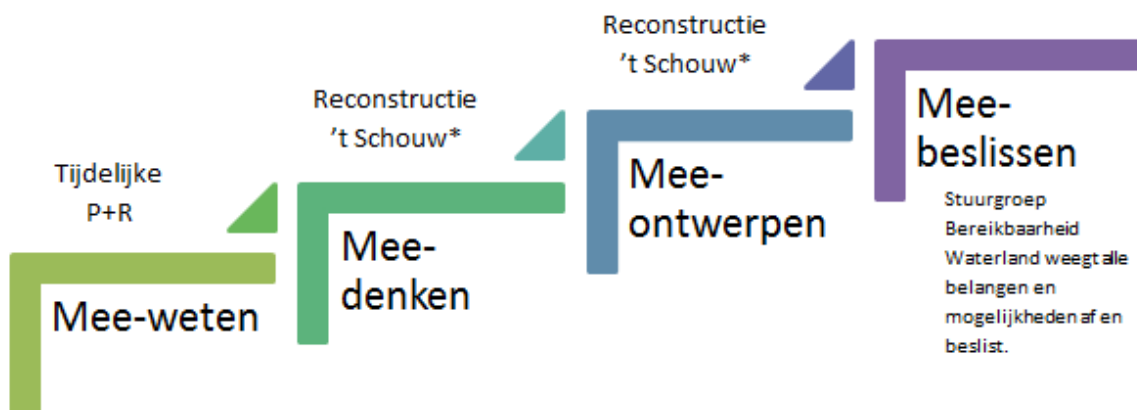 Tijdelijke
P+R
Mee-weten
Reconstructie
’t Schouw*
Mee-
denken
Reconstructie
’t Schouw*
Mee-
ontwerpen
Mee-
beslissen
Stuurgroep
Bereikbaarheid
Waterland weegt alle
belangen en
mogelijkheden af en
beslist.